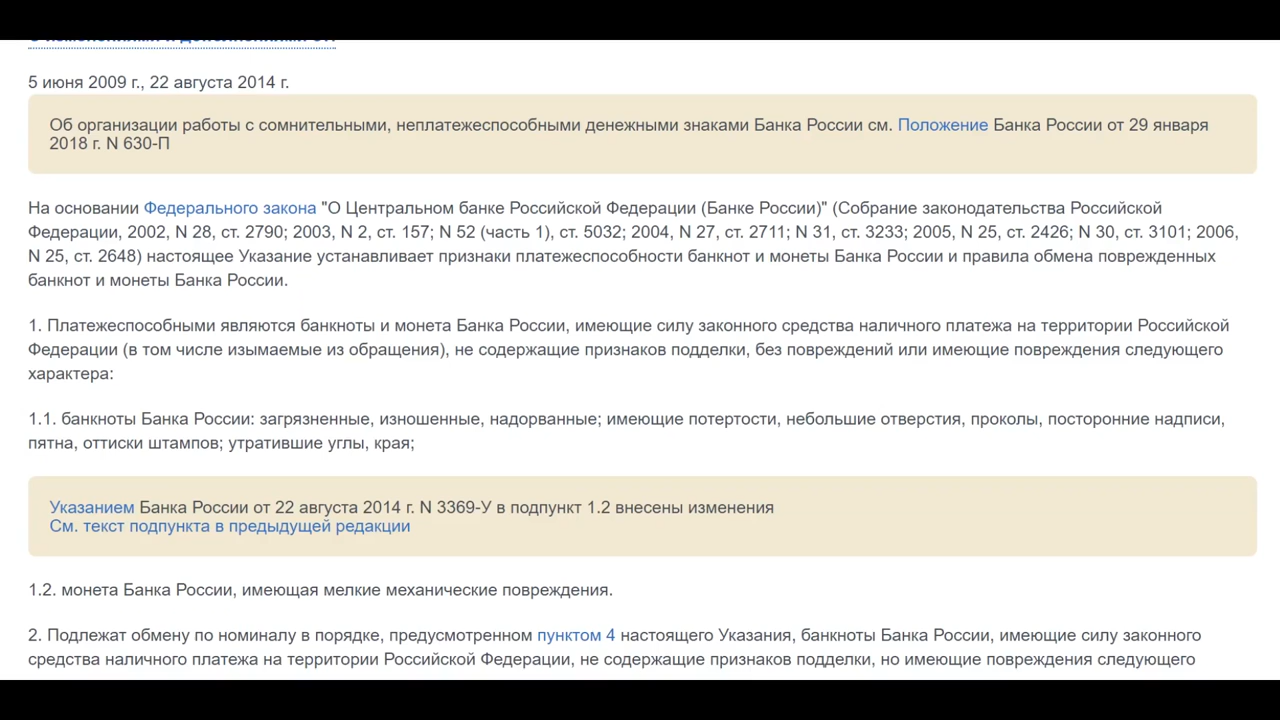 5 июня 2009 г., 22 августа 2014 г.
Об организации работы с сомнительными, неплатежеспособными денежными знаками Банка России см. Положение Банка России от 29 января
2018 г. N 630-П
На основании Федерального закона "О Центральном банке Российской Федерации (Банке России)" (Собрание законодательства Российской
Федерации, 2002, N 28, ст. 2790; 2003, N 2, ст. 157; N 52 (часть 1), ст. 5032; 2004, N 27, ст. 2711; N 31, ст. 3233; 2005, N 25, ст. 2426; N 30, ст. 3101; 2006,
N 25, ст. 2648) настоящее Указание устанавливает признаки платежеспособности банкнот и монеты Банка России и правила обмена поврежденных
банкнот и монеты Банка России.
1. Платежеспособными являются банкноты и монета Банка России, имеющие силу законного средства наличного платежа на территории Российской
Федерации (в том числе изымаемые из обращения), не содержащие признаков подделки, без повреждений или имеющие повреждения следующего
характера:
1.1. банкноты Банка России: загрязненные, изношенные, надорванные; имеющие потертости, небольшие отверстия, проколы, посторонние надписи,
пятна, оттиски штампов; утратившие углы, края;
Указанием Банка России от 22 августа 2014 г. N 3369-У в подпункт 1.2 внесены изменения
См. текст подпункта в предыдущей редакции
1.2. монета Банка России, имеющая мелкие механические повреждения.
2. Подлежат обмену по номиналу в порядке, предусмотренном пунктом 4 настоящего Указания, банкноты Банка России, имеющие силу законного
средства наличного платежа на территории Российской Федерации, не содержащие признаков подделки, но имеющие повреждения следующего